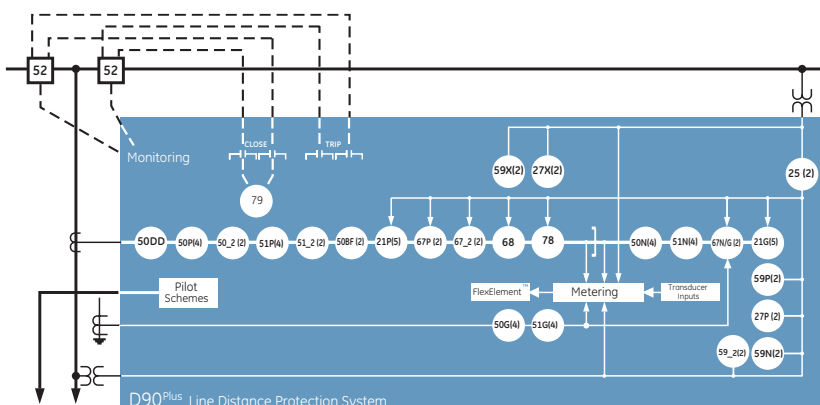 52
52
CLOSE
TRIP
Monitoring
59X(2)
27X(2)
25 (2)
79
50DD
50P(4)
50_2 (2)
51P(4)
51_2 (2)
50BF (2)
21P(5)
67P (2)
67_2 (2)
68
78
50N(4)
51N(4)
67N/G (2)
21G(5)
Pilot
Schemes
FlexElement™
Metering
Transducer
Inputs
59P(2)
50G(4)
51G(4)
27P (2)
59_2(2)
59N(2)
D90Plus Line Distance Protection System